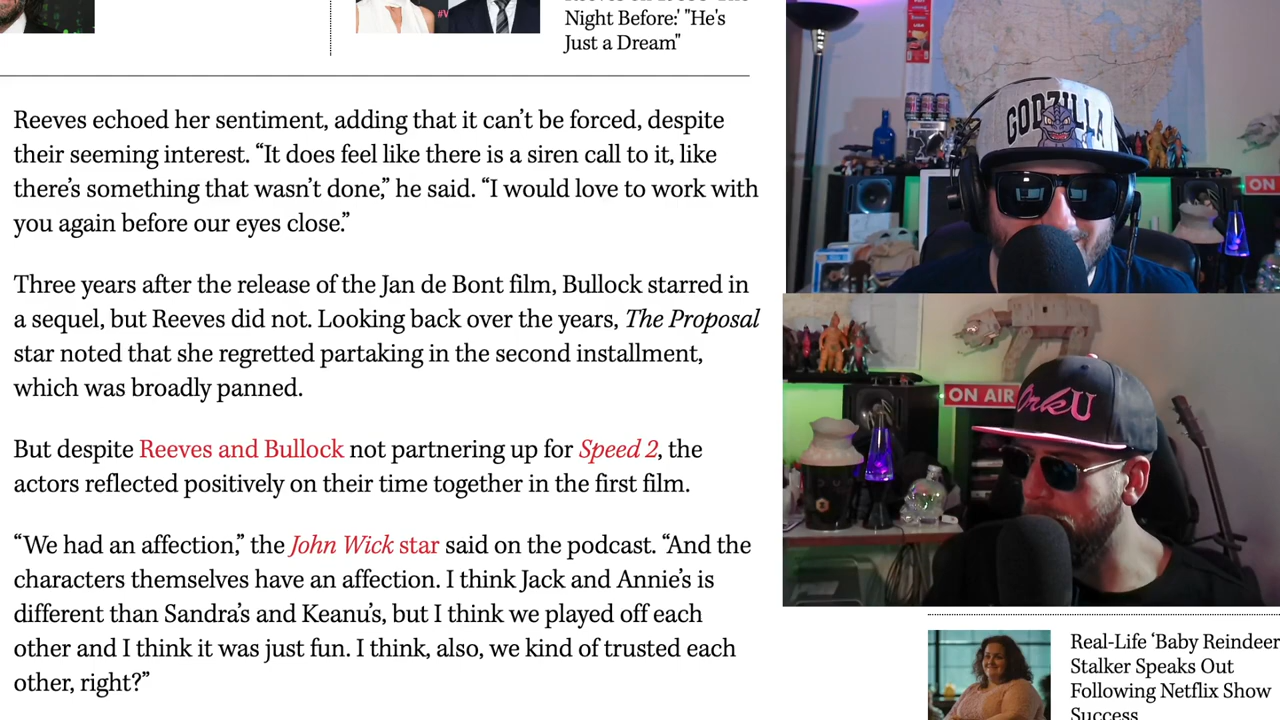 Night Before:' "He's
Just a Dream"
Reeves echoed her sentiment, adding that it can’t be forced, despite
their seeming interest. “It does feel like there is a siren call to it, like
there’s something that wasn’t done,” he said. “I would love to work with
you again before our eyes close.”
Three years after the release of the Jan de Bont film, Bullock starred in
a sequel, but Reeves did not. Looking back over the years, The Proposal
star noted that she regretted partaking in the second installment,
which was broadly panned.
But despite Reeves and Bullock not partnering up for Speed 2, the
actors reflected positively on their time together in the first film.
“We had an affection,” the John Wick star said on the podcast. “And the
characters themselves have an affection. I think Jack and Annie’s is
different than Sandra’s and Keanu’s, but I think we played off each
other and I think it was just fun. I think, also, we kind of trusted each
other, right?”
GODZILLA
ON
ON AIR
OnkU
Real-Life ‘Baby Reindeer
Stalker Speaks Out
Following Netflix Show
Success